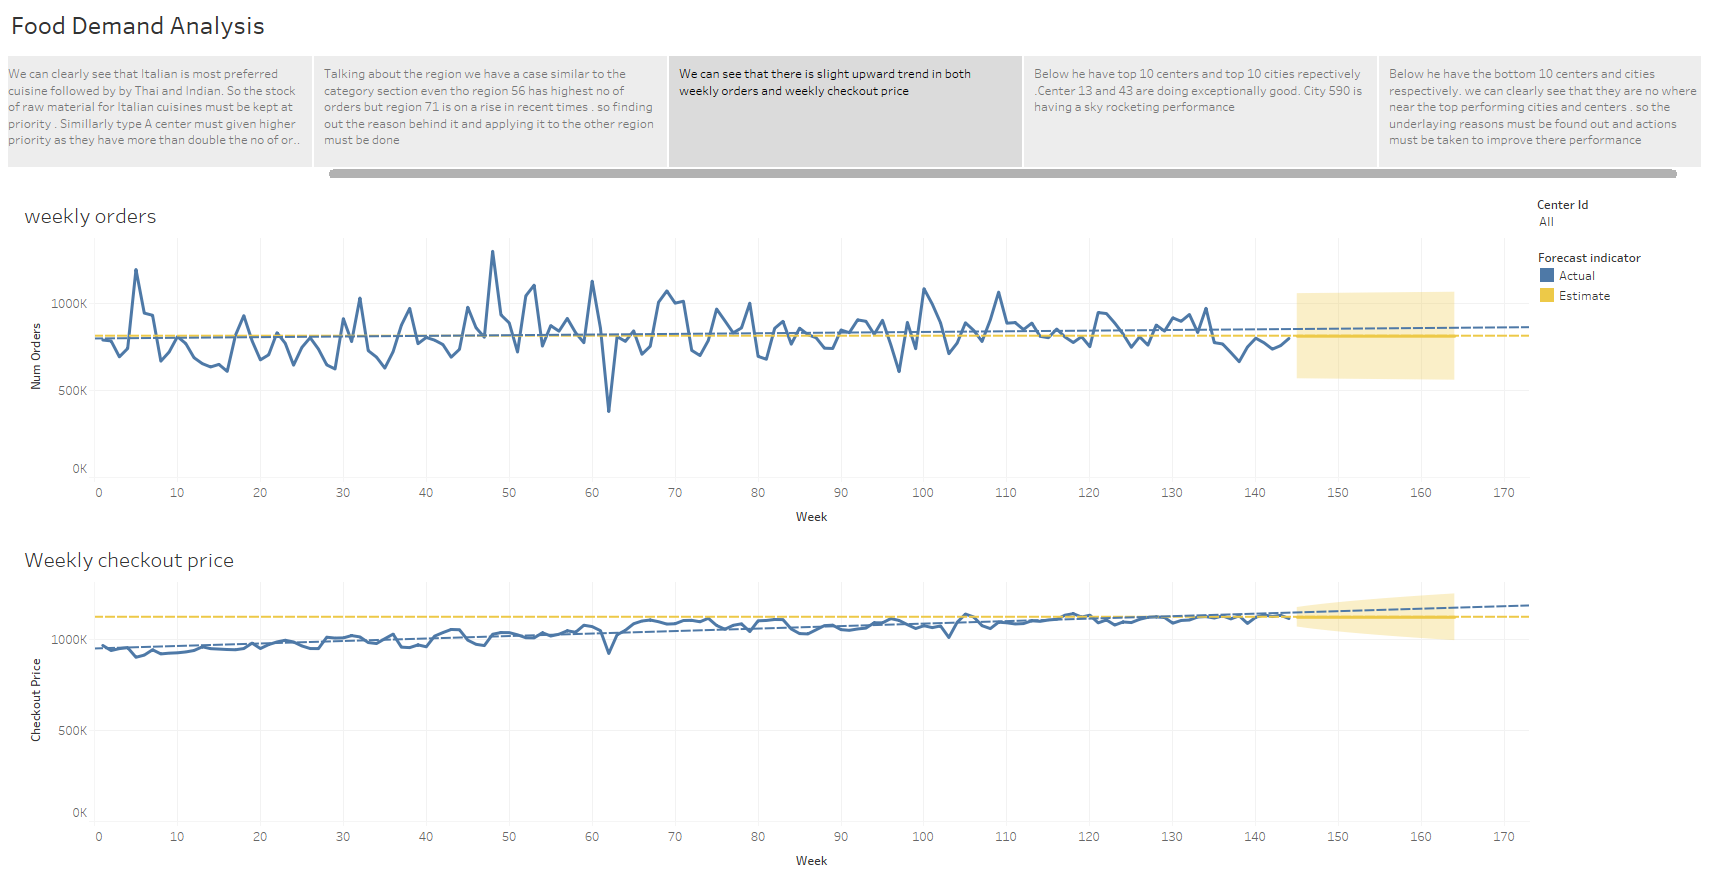 Food Demand Analysis
We can clearly see that Italian is most preferred
cuisine followed by by Thai and Indian. So the stock
of raw material for Italian cuisines must be kept at
priority . Simillarly type A center must given higher
priority as they have more than double the no of or..
Talking about the region we have a case similar to the
category section even tho region 56 has highest no of
orders but region 71 is on a rise in recent times . so finding
out the reason behind it and applying it to the other region
must be done
We can see that there is slight upward trend in both
weekly orders and weekly checkout price
Below he have top 10 centers and top 10 cities repectively
.Center 13 and 43 are doing exceptionally good. City 590 is
having a sky rocketing performance
Below he have the bottom 10 centers and cities
respectively. we can clearly see that they are no where
near the top performing cities and centers . so the
underlaying reasons must be found out and actions
must be taken to improve there performance
weekly orders
Num Orders
1000K
500K
0K
0 10 20 30 40 50 60 70 80 90 100 110 120 130 140 150 160 170
Week
Center Id
All
Forecast indicator
Actual
Estimate
Weekly checkout price
Checkout Price
1000K
500K
0K
0 10 20 30 40 50 60 70 80 90 100 110 120 130 140 150 160 170
Week